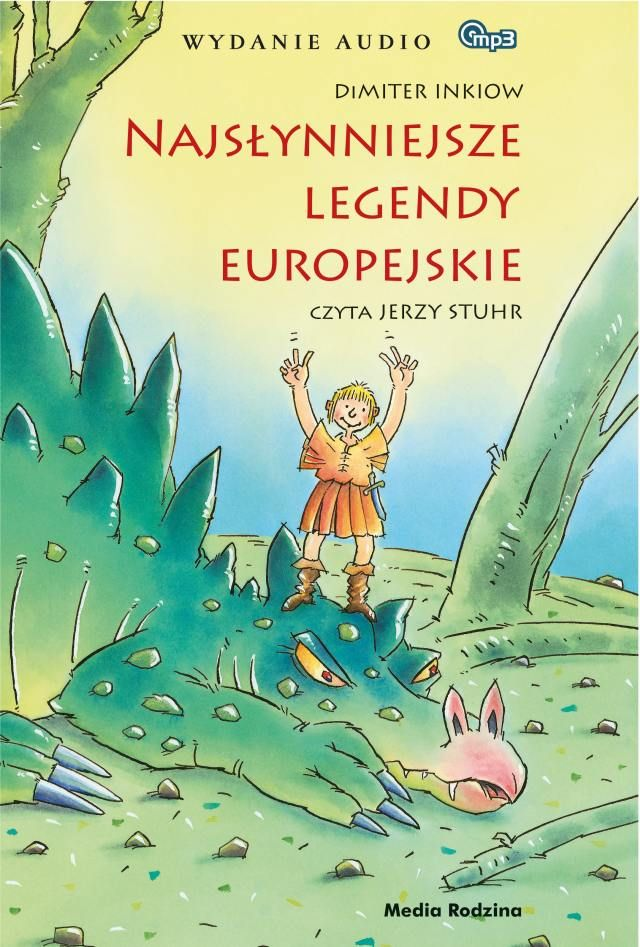 WYDANIE AUDIO mp3
DIMITER INKIOW
NAJSŁYNNIEJSZE
LEGENDY
EUROPEJSKIE
CZYTA JERZY STUHR
Media Rodzina